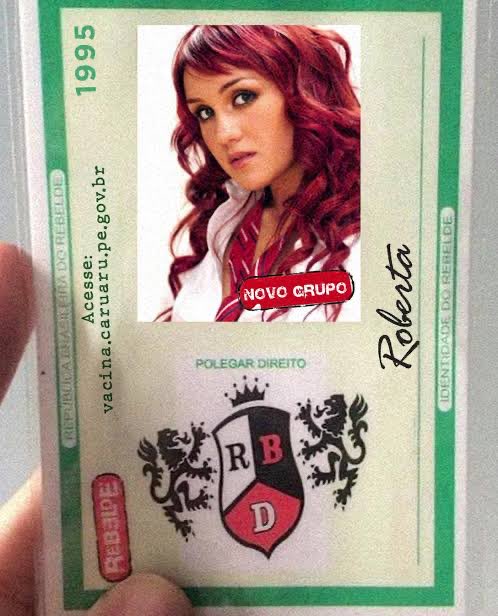 1995
REPÚBLICA BRASILEIRA DO REBELDE
Acesse:
vacina.caruaru.pe.gov.br
NOVO GRUPO
Roberta
IDENTIDADE DO REBELDE
POLEGAR DIREITO
R B
D
REBELDE